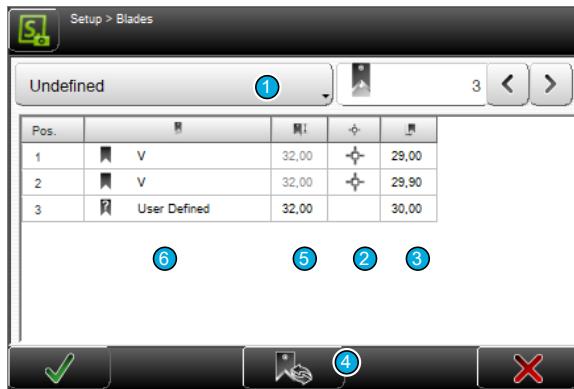 Setup > Blades
Undefined 1 3
Pos.
1 V 32,00 29,00
2 V 32,00 29,90
3 ? User Defined 32,00 30,00
6 5 2 3
4